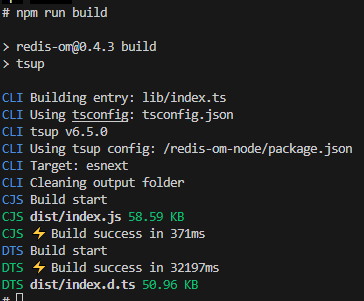 # npm run build
> redis-om@0.4.3 build
> tsup
CLI Building entry: lib/index.ts
CLI Using tsconfig: tsconfig.json
CLI tsup v6.5.0
CLI Using tsup config: /redis-om-node/package.json
CLI Target: esnext
CLI Cleaning output folder
CJS Build start
CJS dist/index.js 58.59 KB
CJS ⚡ Build success in 371ms
DTS Build start
DTS ⚡ Build success in 32197ms
DTS dist/index.d.ts 50.96 KB
#